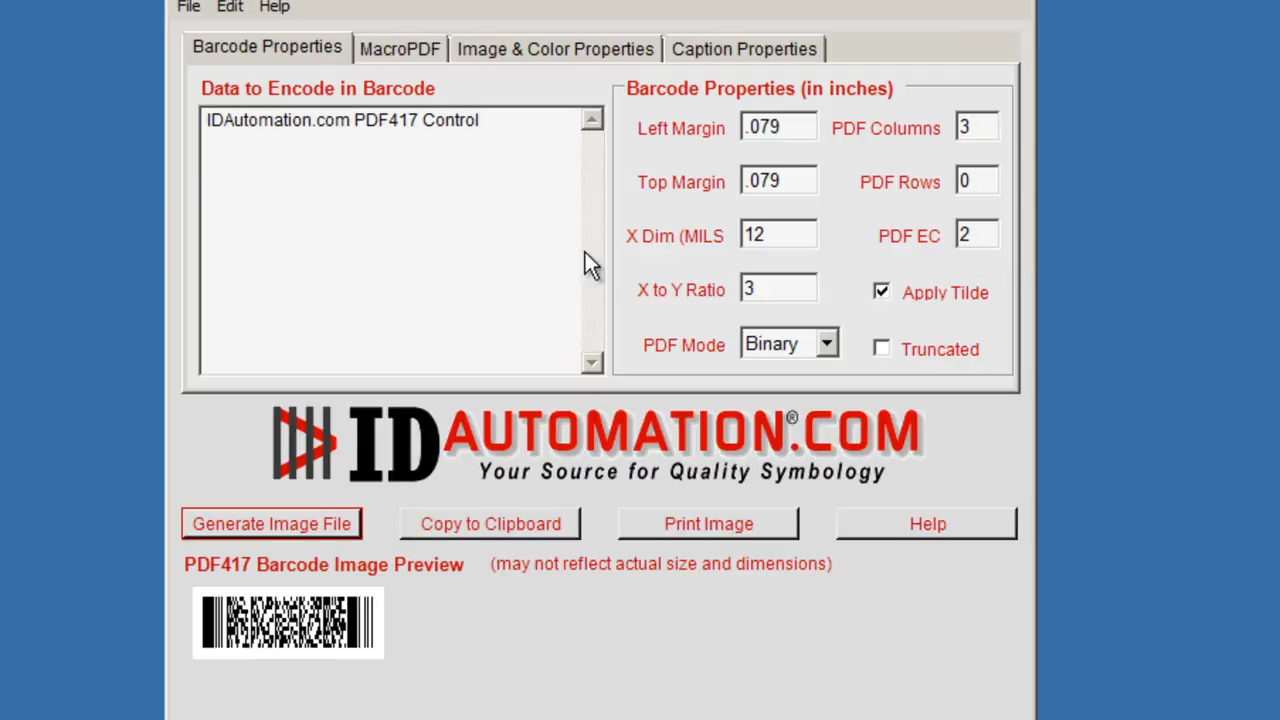 File Edit Help
Barcode Properties MacroPDF Image & Color Properties Caption Properties
Data to Encode in Barcode
IDAutomation.com PDF417 Control
Barcode Properties (in inches)
Left Margin .079 PDF Columns 3
Top Margin .079 PDF Rows 0
X Dim (MILS 12 PDF EC 2
X to Y Ratio 3 Apply Tilde
PDF Mode Binary Truncated
IDAUTOMATION®.COM
Your Source for Quality Symbology
Generate Image File Copy to Clipboard Print Image Help
PDF417 Barcode Image Preview (may not reflect actual size and dimensions)